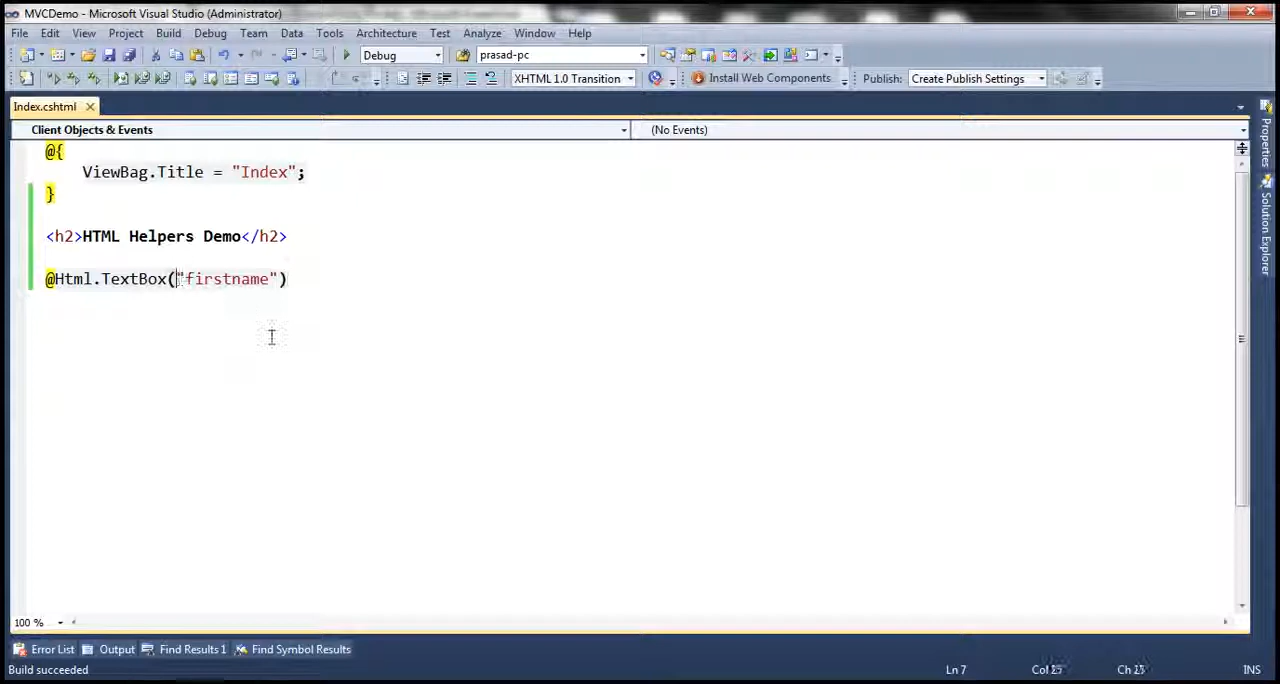 MVCDemo - Microsoft Visual Studio (Administrator)
File Edit View Project Build Debug Team Data Tools Architecture Test Analyze Window Help
Debug prasad-pc
XHTML 1.0 Transition Install Web Components Publish: Create Publish Settings
Index.cshtml
Client Objects & Events (No Events)
@{
ViewBag.Title = "Index";
}
<h2>HTML Helpers Demo</h2>
@Html.TextBox("firstname")
Properties
Solution Explorer
100 %
Error List Output Find Results 1 Find Symbol Results
Build succeeded Ln 7 Col Ch INS